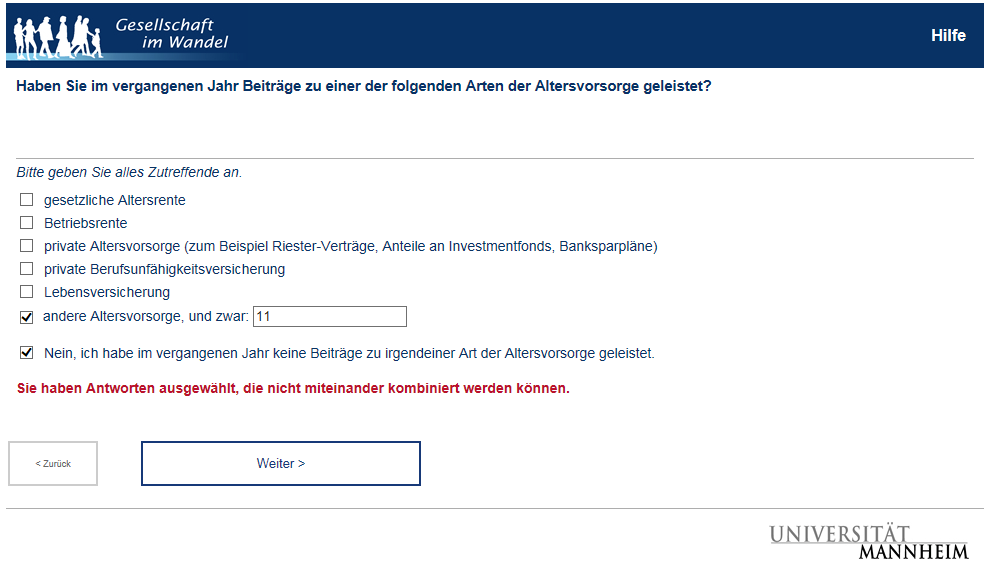 Gesellschaft
im Wandel
Hilfe
Haben Sie im vergangenen Jahr Beiträge zu einer der folgenden Arten der Altersvorsorge geleistet?
Bitte geben Sie alles Zutreffende an.
gesetzliche Altersrente
Betriebsrente
private Altersvorsorge (zum Beispiel Riester-Verträge, Anteile an Investmentfonds, Banksparpläne)
private Berufsunfähigkeitsversicherung
Lebensversicherung
andere Altersvorsorge, und zwar: 11
Nein, ich habe im vergangenen Jahr keine Beiträge zu irgendeiner Art der Altersvorsorge geleistet.
Sie haben Antworten ausgewählt, die nicht miteinander kombiniert werden können.
< Zurück
Weiter >
UNIVERSITÄT
MANNHEIM